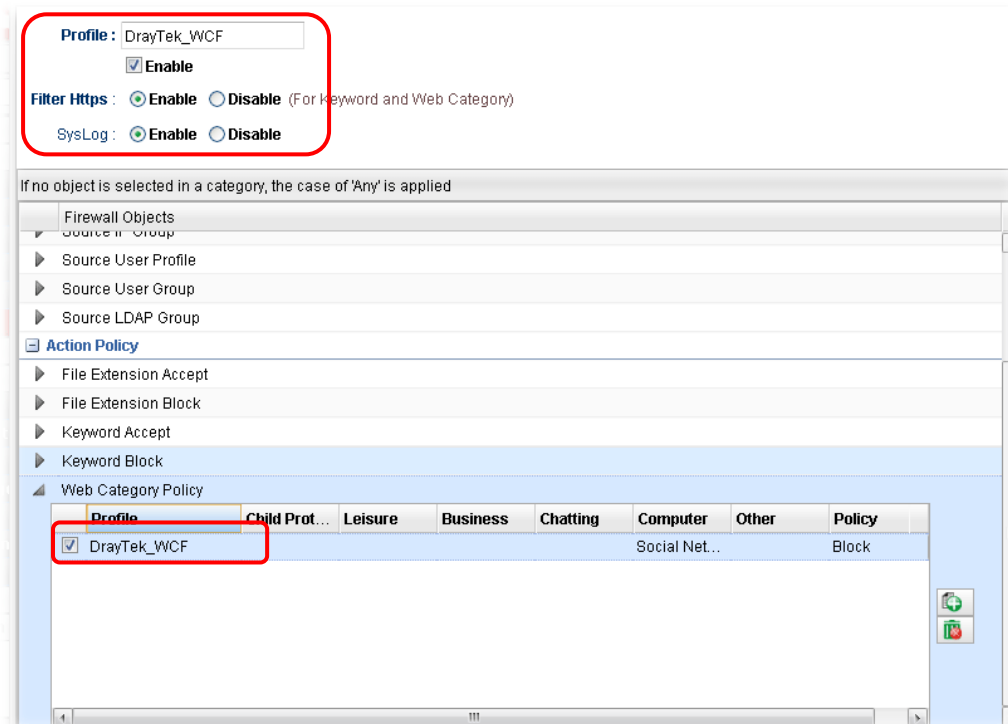 Profile : DrayTek_WCF
Enable
Filter Https : Enable Disable (For Keyword and Web Category)
SysLog : Enable Disable
If no object is selected in a category, the case of 'Any' is applied
Firewall Objects
Source IP Group
Source User Profile
Source User Group
Source LDAP Group
Action Policy
File Extension Accept
File Extension Block
Keyword Accept
Keyword Block
Web Category Policy
Profile Child Prot... Leisure Business Chatting Computer Other Policy
DrayTek_WCF Social Net... Block